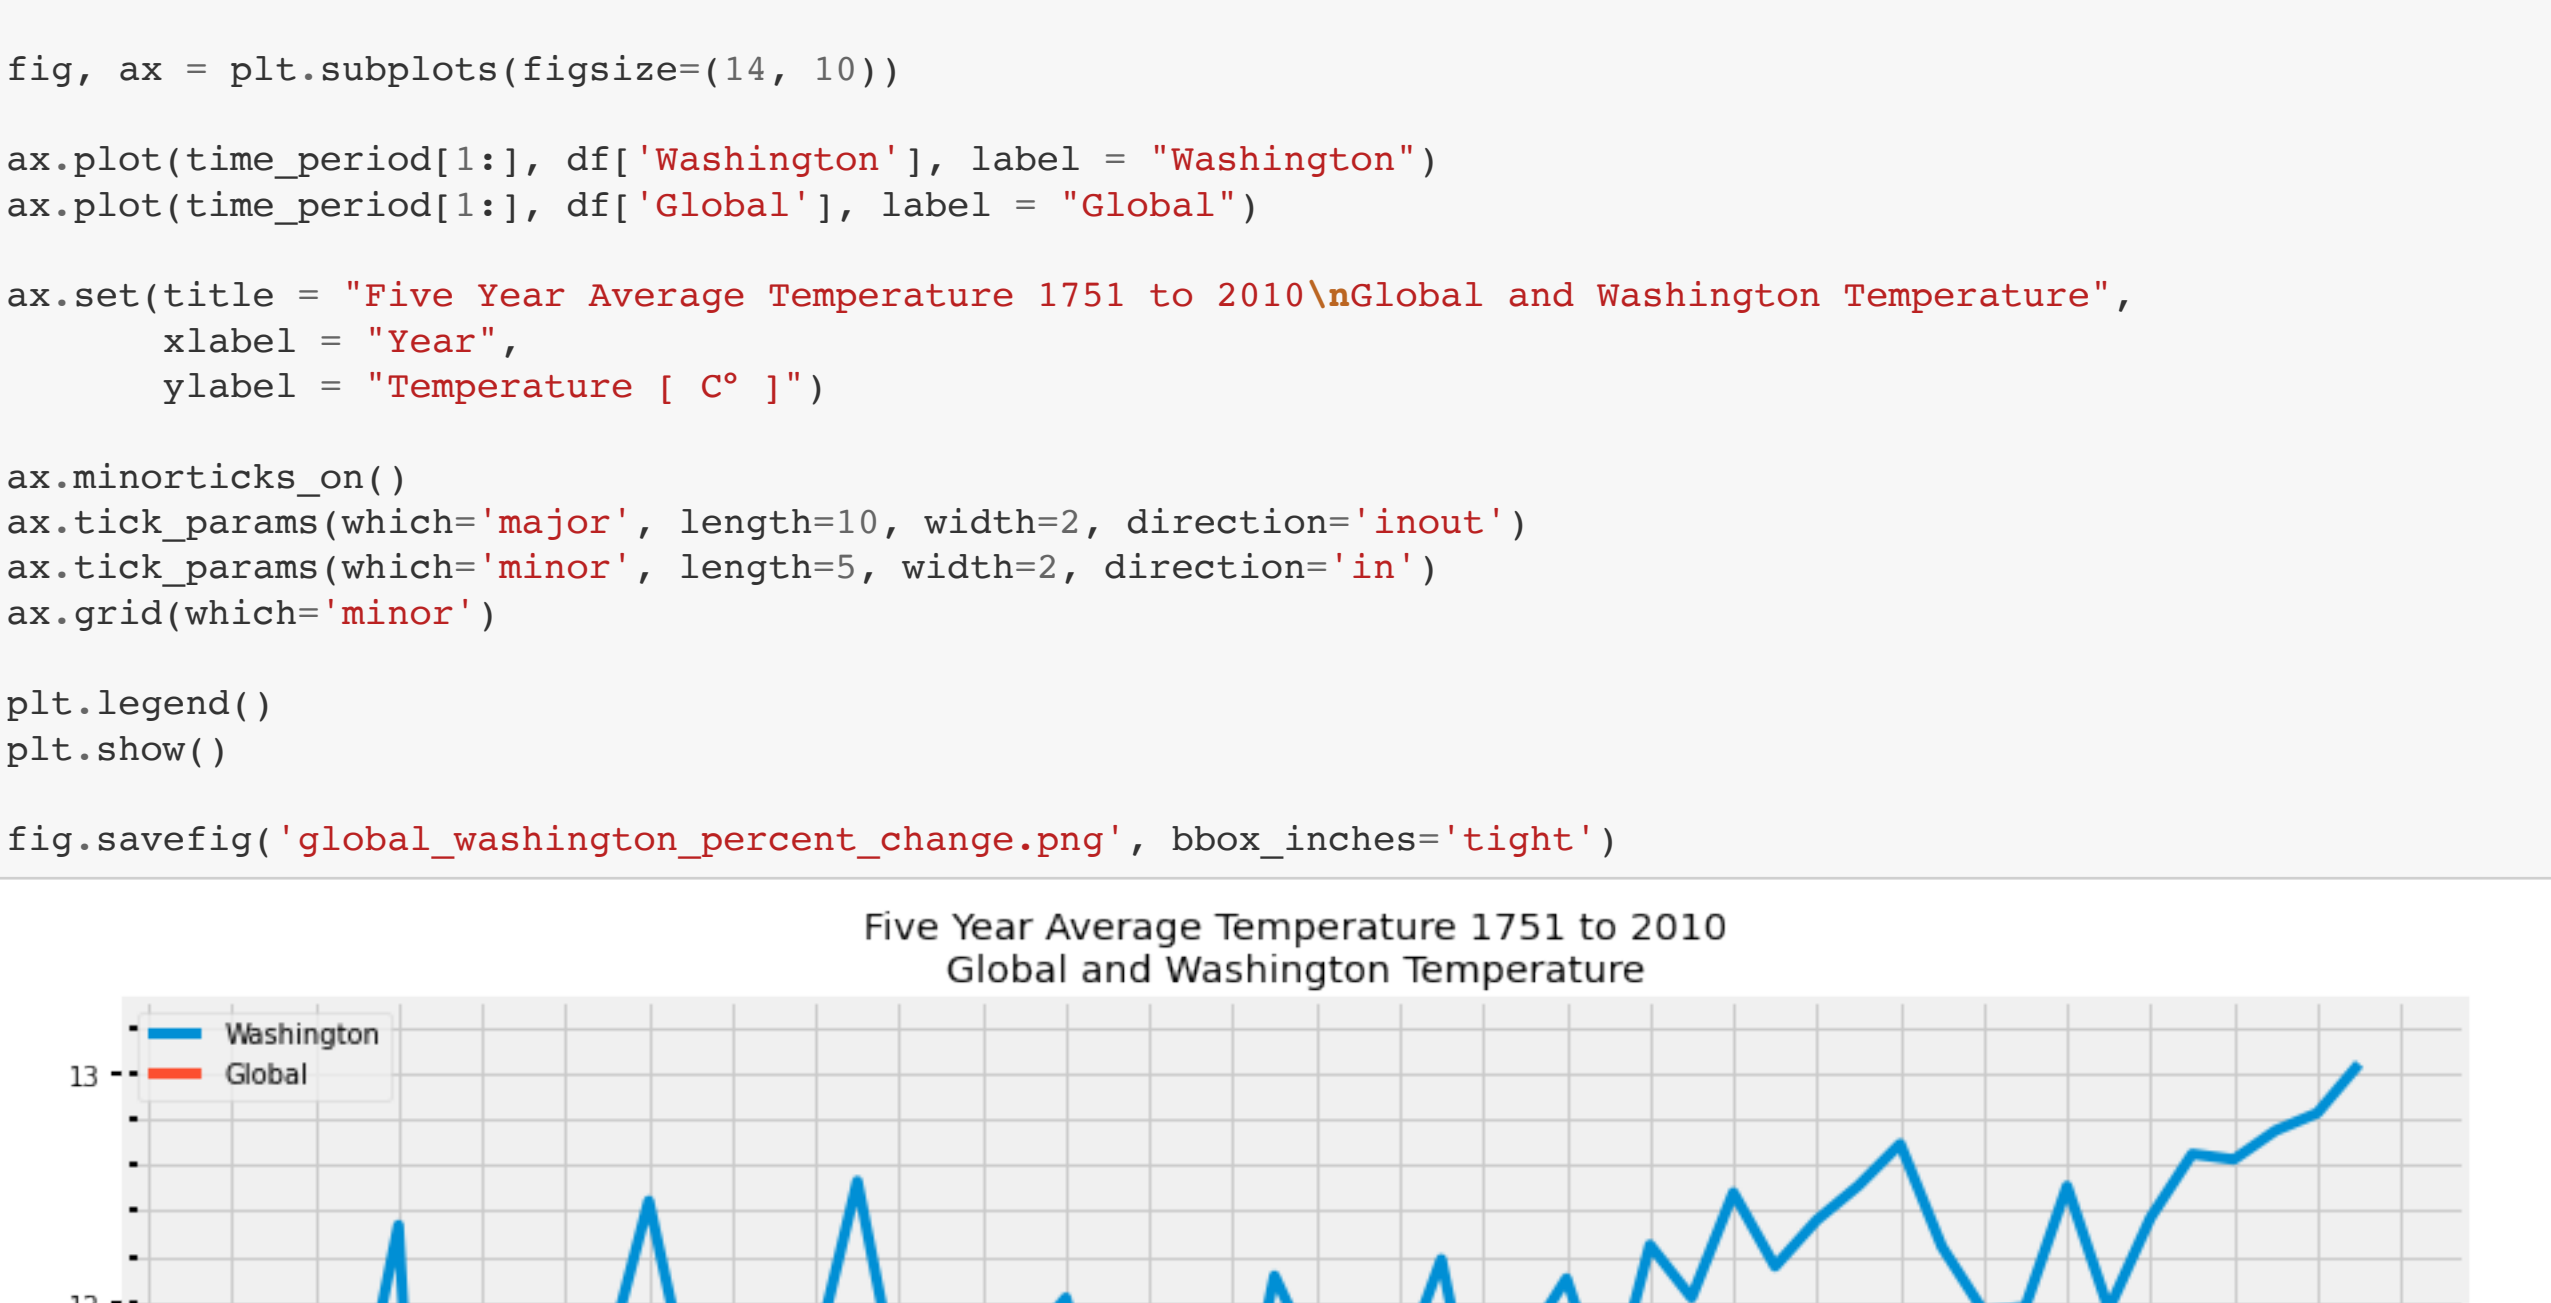 fig, ax = plt.subplots(figsize=(14, 10))
ax.plot(time_period[1:], df['Washington'], label = "Washington")
ax.plot(time_period[1:], df['Global'], label = "Global")
ax.set(title = "Five Year Average Temperature 1751 to 2010\nGlobal and Washington Temperature",
xlabel = "Year",
ylabel = "Temperature [ C° ]")
ax.minorticks_on()
ax.tick_params(which='major', length=10, width=2, direction='inout')
ax.tick_params(which='minor', length=5, width=2, direction='in')
ax.grid(which='minor')
plt.legend()
plt.show()
fig.savefig('global_washington_percent_change.png', bbox_inches='tight')
Five Year Average Temperature 1751 to 2010
Global and Washington Temperature
Washington
Global
13